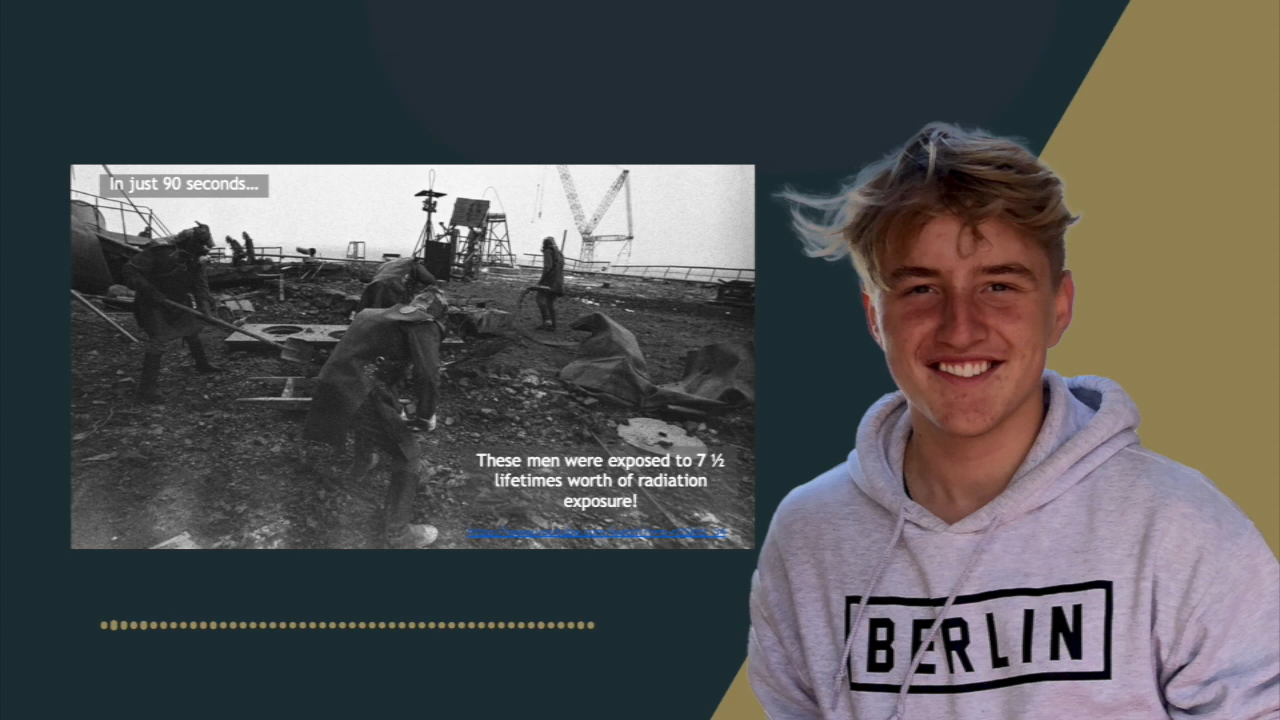 In just 90 seconds...
These men were exposed to 7 ½
lifetimes worth of radiation
exposure!
BERLIN